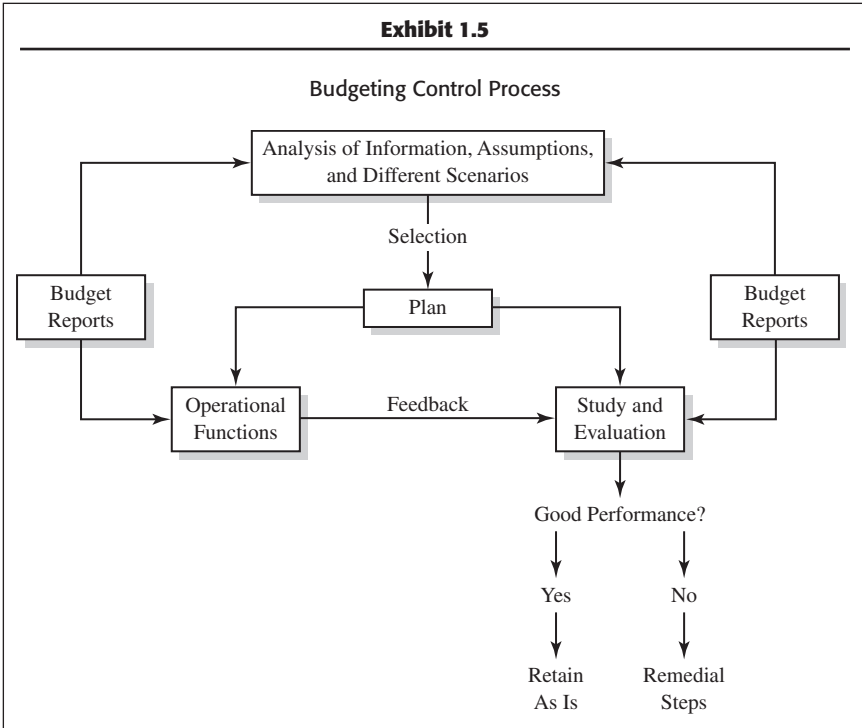 Exhibit 1.5
Budgeting Control Process
Analysis of Information, Assumptions,
and Different Scenarios
Selection
Budget
Reports
Plan
Budget
Reports
Operational
Functions
Feedback
Study and
Evaluation
Good Performance?
Yes
No
Retain
As Is
Remedial
Steps